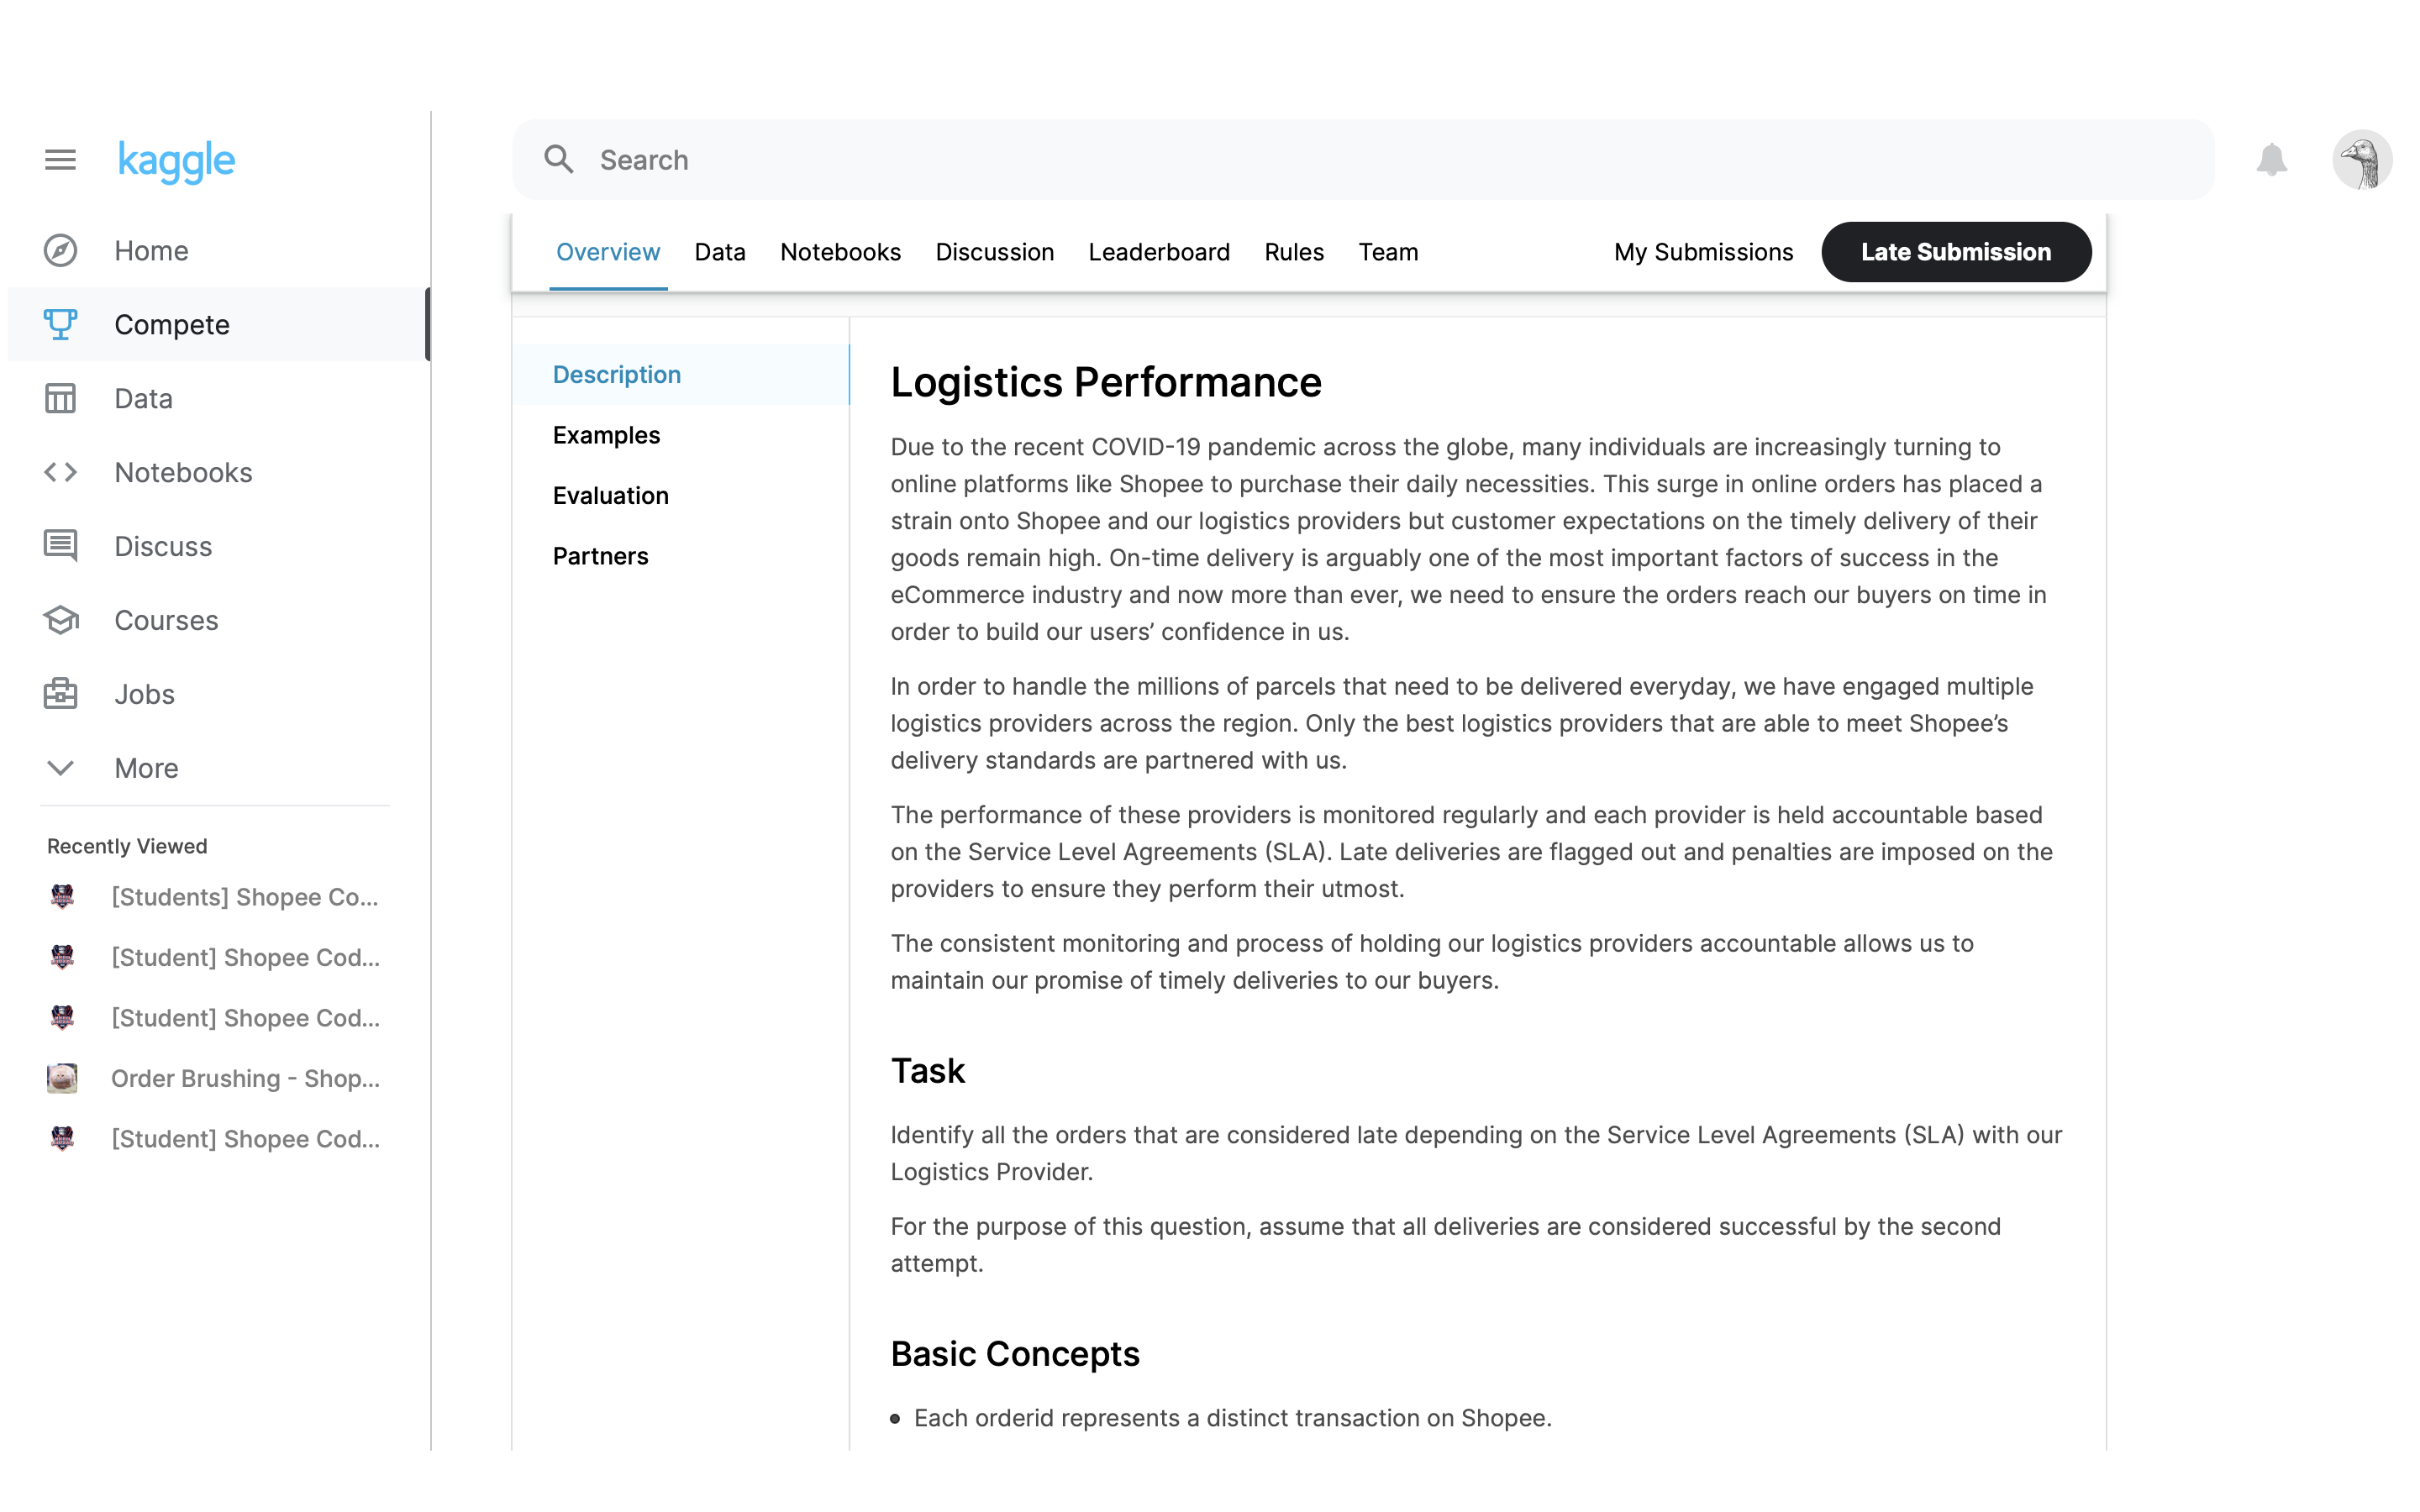 kaggle
Search
Home
Compete
Data
Notebooks
Discuss
Courses
Jobs
More
Recently Viewed
[Students] Shopee Co...
[Student] Shopee Cod...
[Student] Shopee Cod...
Order Brushing - Shop...
[Student] Shopee Cod...
Overview Data Notebooks Discussion Leaderboard Rules Team My Submissions Late Submission
Description
Examples
Evaluation
Partners
Logistics Performance
Due to the recent COVID-19 pandemic across the globe, many individuals are increasingly turning to
online platforms like Shopee to purchase their daily necessities. This surge in online orders has placed a
strain onto Shopee and our logistics providers but customer expectations on the timely delivery of their
goods remain high. On-time delivery is arguably one of the most important factors of success in the
eCommerce industry and now more than ever, we need to ensure the orders reach our buyers on time in
order to build our users’ confidence in us.
In order to handle the millions of parcels that need to be delivered everyday, we have engaged multiple
logistics providers across the region. Only the best logistics providers that are able to meet Shopee’s
delivery standards are partnered with us.
The performance of these providers is monitored regularly and each provider is held accountable based
on the Service Level Agreements (SLA). Late deliveries are flagged out and penalties are imposed on the
providers to ensure they perform their utmost.
The consistent monitoring and process of holding our logistics providers accountable allows us to
maintain our promise of timely deliveries to our buyers.
Task
Identify all the orders that are considered late depending on the Service Level Agreements (SLA) with our
Logistics Provider.
For the purpose of this question, assume that all deliveries are considered successful by the second
attempt.
Basic Concepts
• Each orderid represents a distinct transaction on Shopee.